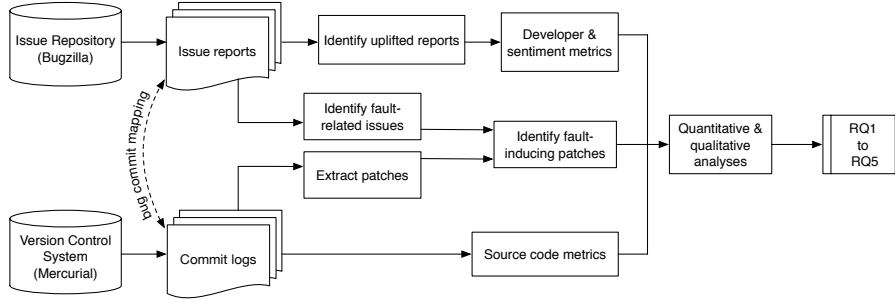 Issue Repository
(Bugzilla)
Issue reports
Identify uplifted reports
Developer &
sentiment metrics
bug commit mapping
Identify fault-
related issues
Extract patches
Identify fault-
inducing patches
Quantitative &
qualitative
analyses
RQ1
to
RQ5
Version Control
System
(Mercurial)
Commit logs
Source code metrics